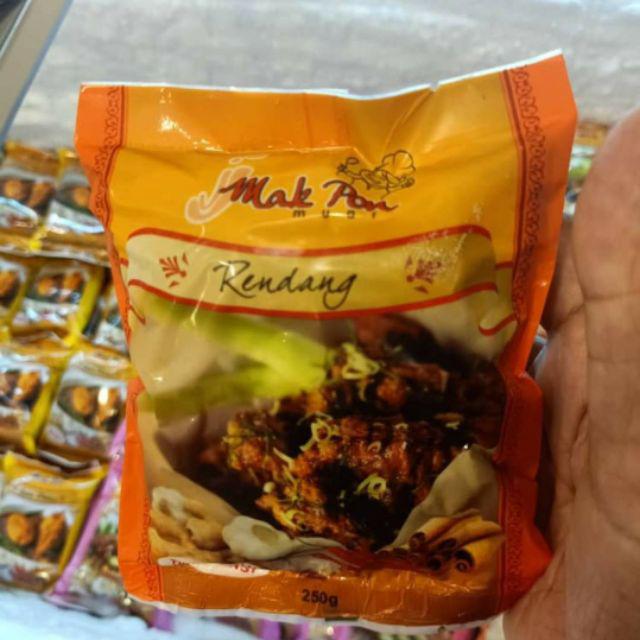 Mak Pon
muar
Rendang
250g